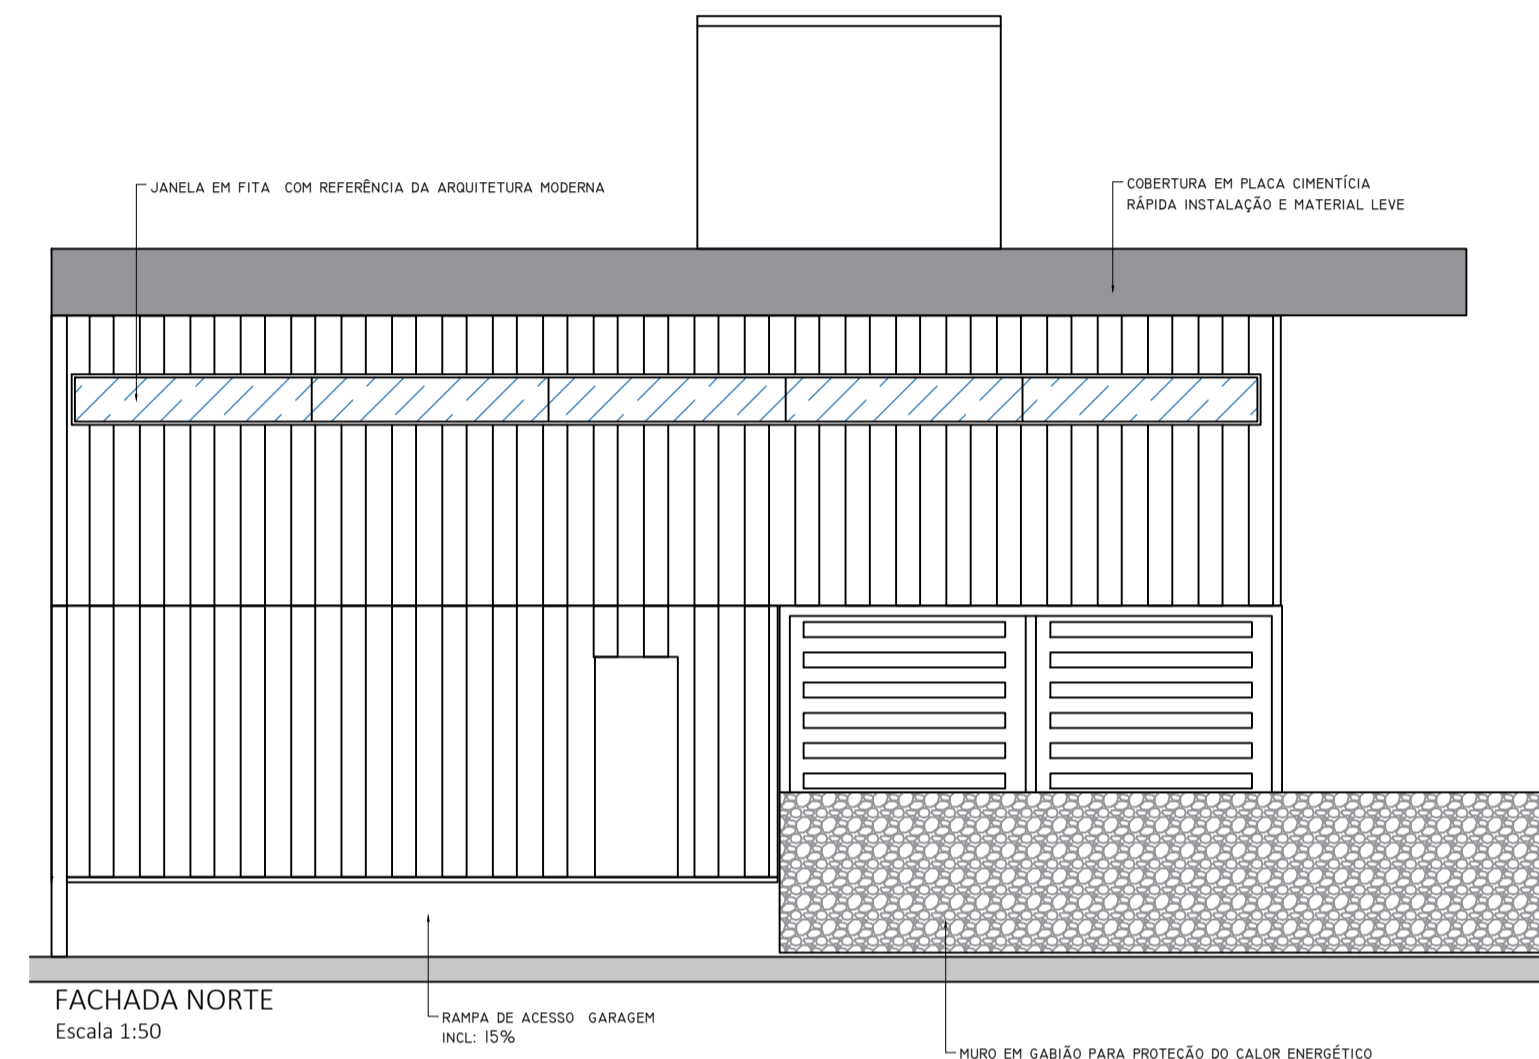 JANELA EM FITA COM REFERÊNCIA DA ARQUITETURA MODERNA
COBERTURA EM PLACA CIMENTÍCIA
RÁPIDA INSTALAÇÃO E MATERIAL LEVE
FACHADA NORTE
Escala 1:50
RAMPA DE ACESSO GARAGEM
INCL: 15%
MURO EM GABIÃO PARA PROTEÇÃO DO CALOR ENERGÉTICO